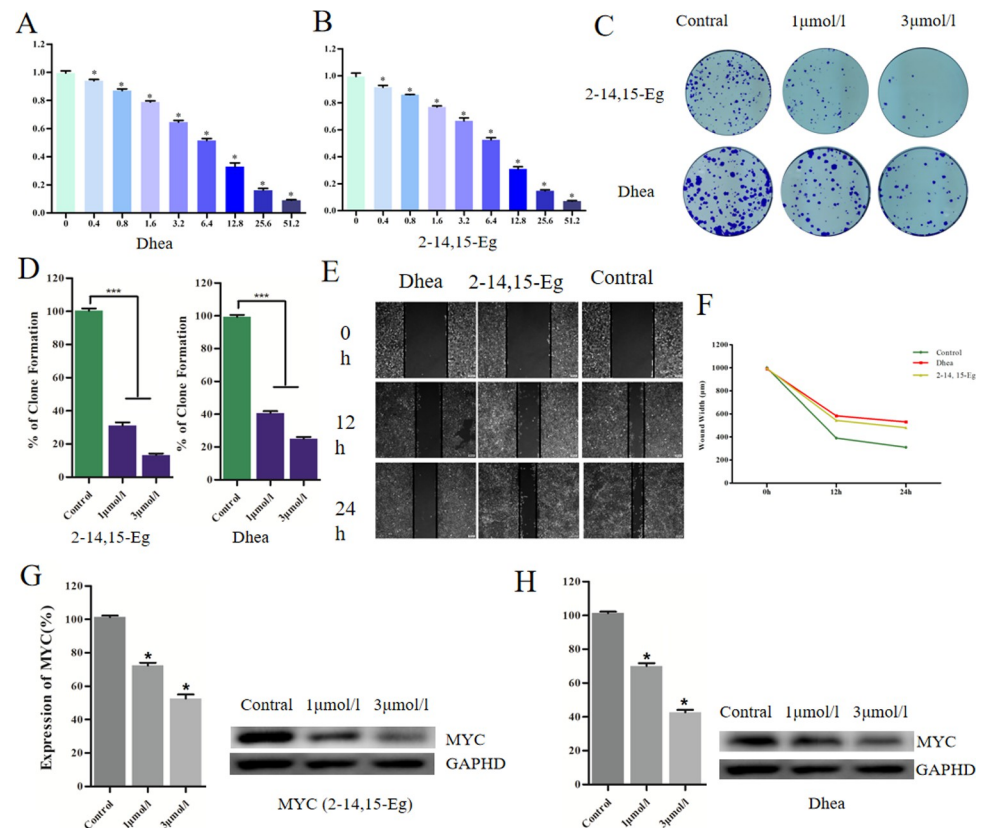 A
1.2
1.0
0.8
0.6
0.4
0.2
0.0
* * * * * * * *
0 0.4 0.8 1.6 3.2 6.4 12.8 25.6 51.2
Dhea
B
1.2
1.0
0.8
0.6
0.4
0.2
0.0
* * * * * * * *
0 0.4 0.8 1.6 3.2 6.4 12.8 25.6 51.2
2-14,15-Eg
C
Contral 1μmol/l 3μmol/l
2-14,15-Eg
Dhea
D
% of Clone Formation
120
100
80
60
40
20
0
***
Control 1μmol/l 3μmol/l
2-14,15-Eg
% of Clone Formation
120
100
80
60
40
20
0
***
Control 1μmol/l 3μmol/l
Dhea
E
Dhea 2-14,15-Eg Contral
0
h
12
h
24
h
F
Wound Width (μm)
1200
1000
800
600
400
200
0
0h 12h 24h
Control
Dhea
2-14, 15-Eg
G
Expression of MYC(%)
120
100
80
60
40
20
0
* *
Control 1μmol/l 3μmol/l
Contral 1μmol/l 3μmol/l
MYC
GAPHD
MYC (2-14,15-Eg)
H
120
100
80
60
40
20
0
* *
Control 1μmol/l 3μmol/l
Contral 1μmol/l 3μmol/l
MYC
GAPHD
Dhea